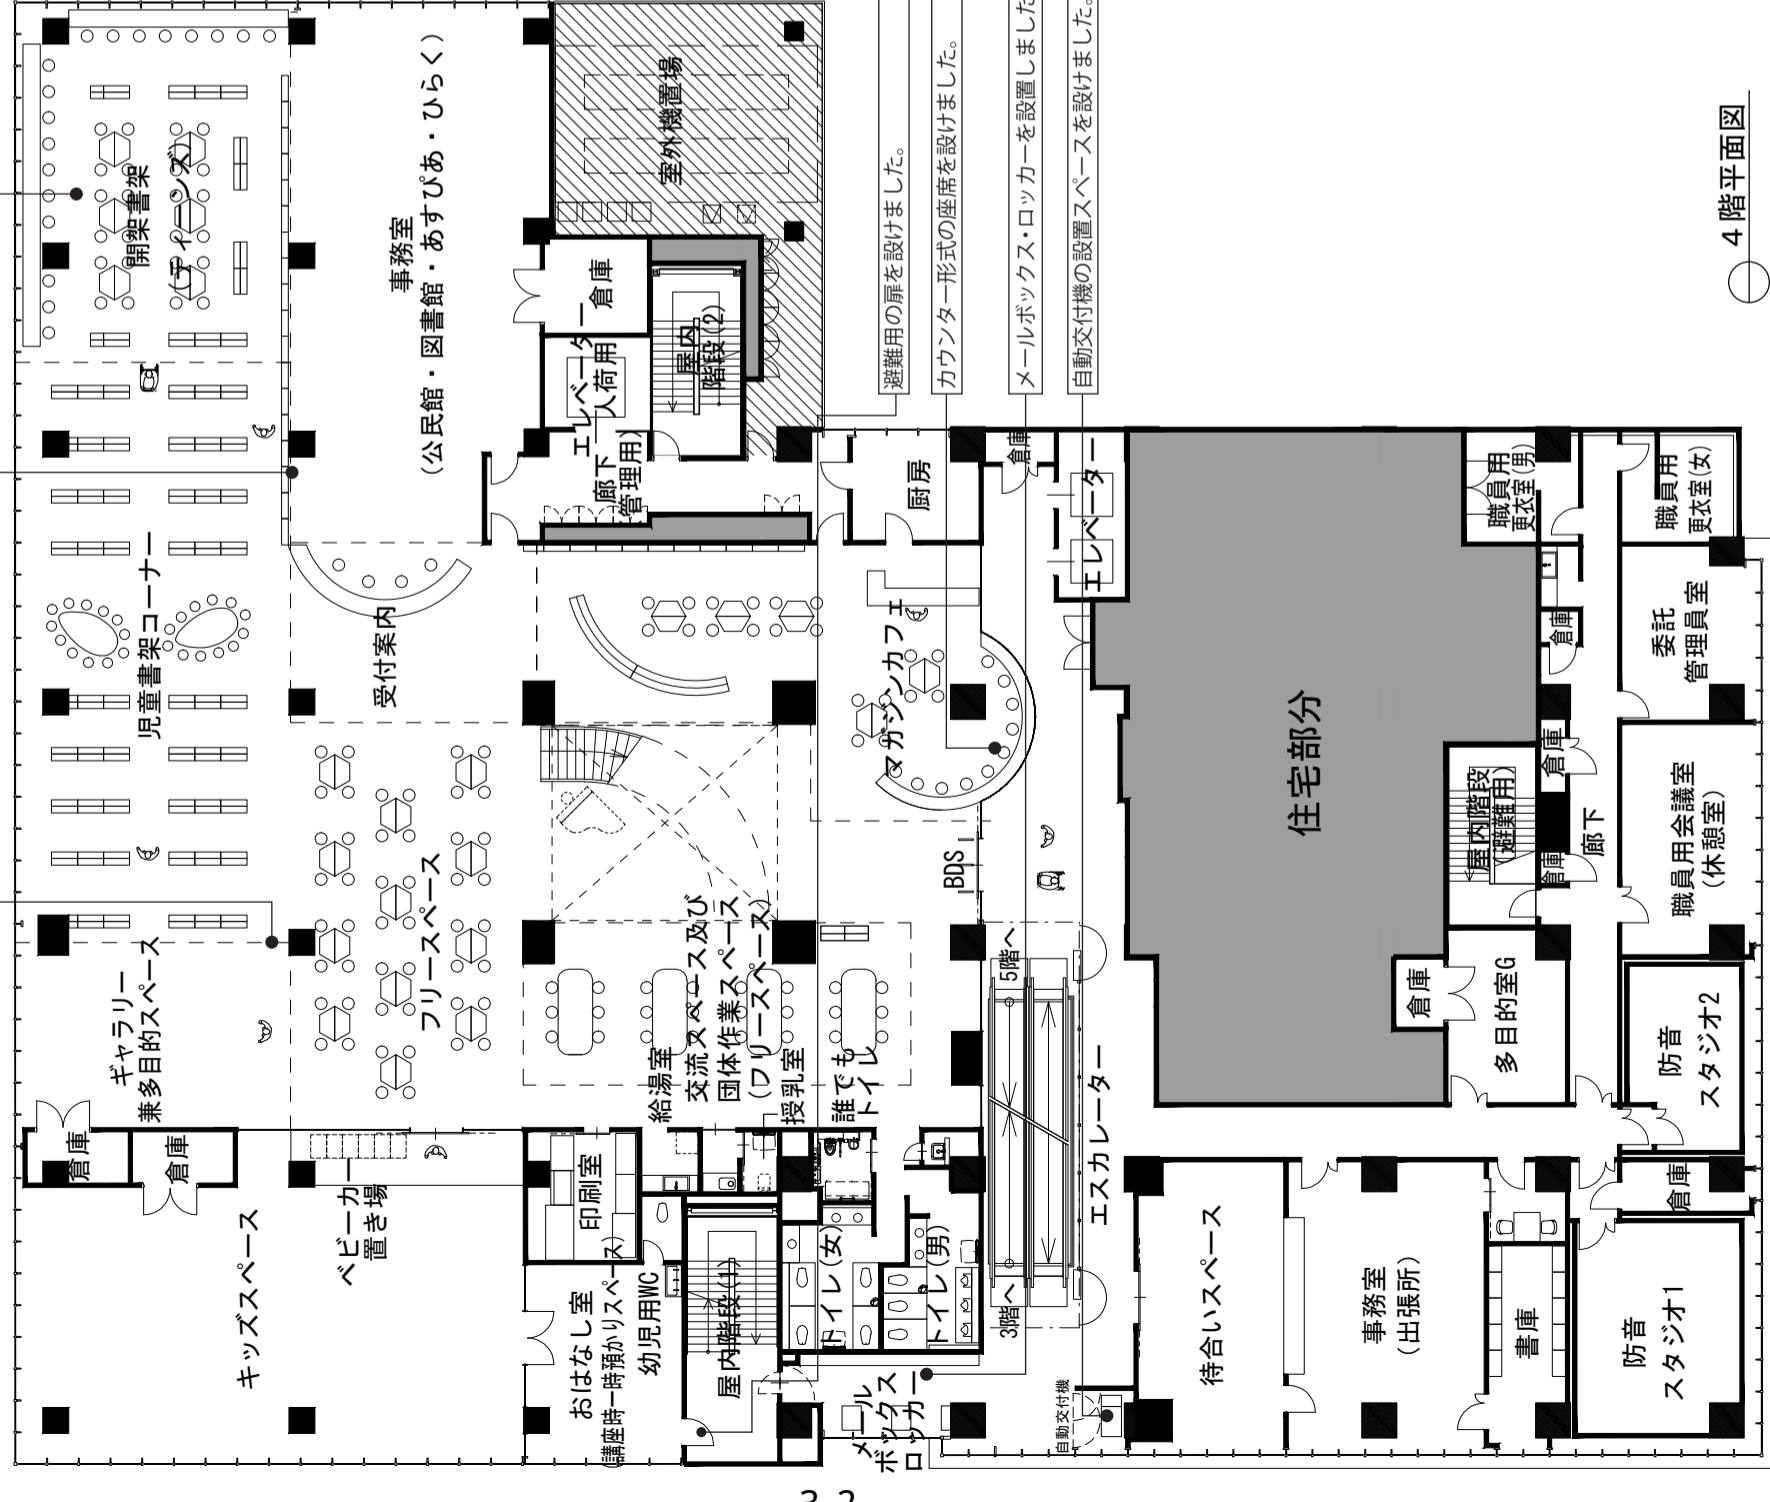 開架書架
(ティーンズ)
事務室
(公民館・図書館・あすぴあ・ひらく)
室外機置場
倉庫
エレベーター
人荷用
屋内
階段(2)
廊下
(管理用)
児童書架コーナー
受付案内
避難用の扉を設けました。
カウンター形式の座席を設けました。
メールボックス・ロッカーを設置しました
自動交付機の設置スペースを設けました。
4階平面図
厨房
倉庫
エレベーター
マガジンカフェ
BDS
住宅部分
職員用
更衣室(男)
職員用
更衣室(女)
倉庫
委託
管理員室
倉庫
屋内階段
(避難用)
倉庫
廊下
職員用会議室
(休憩室)
ギャラリー
兼多目的スペース
フリースペース
交流スペース及び
団体作業スペース
(フリースペース)
給湯室
授乳室
誰でも
トイレ
5階へ
3階へ
エスカレーター
倉庫
多目的室G
防音
スタジオ2
倉庫
倉庫
キッズスペース
ベビーカー
置き場
印刷室
おはなし室
(講座時一時預かりスペース)
幼児用WC
屋内階段(1)
トイレ(女)
トイレ(男)
メール
ボックス
ロッカー
自動交付機
待合いスペース
事務室
(出張所)
書庫
倉庫
防音
スタジオ1